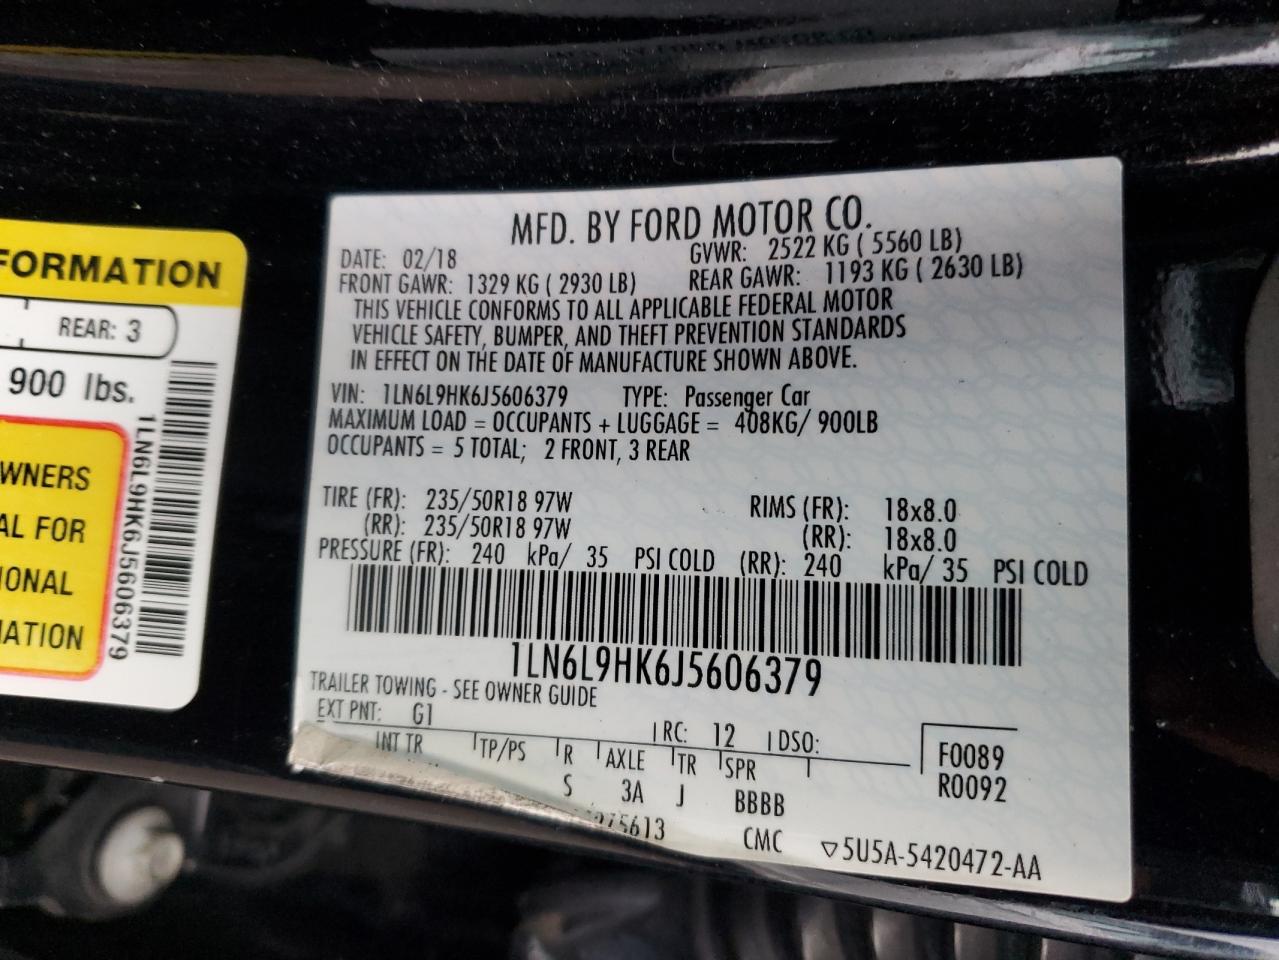 FORMATION
REAR: 3
900 lbs.
WNERS
AL FOR
IONAL
MATION
1LN6L9HK6J5606379
MFD. BY FORD MOTOR CO.
DATE: 02/18 GVWR: 2522 KG ( 5560 LB)
FRONT GAWR: 1329 KG ( 2930 LB) REAR GAWR: 1193 KG ( 2630 LB)
THIS VEHICLE CONFORMS TO ALL APPLICABLE FEDERAL MOTOR
VEHICLE SAFETY, BUMPER, AND THEFT PREVENTION STANDARDS
IN EFFECT ON THE DATE OF MANUFACTURE SHOWN ABOVE.
VIN: 1LN6L9HK6J5606379 TYPE: Passenger Car
MAXIMUM LOAD = OCCUPANTS + LUGGAGE = 408KG/ 900LB
OCCUPANTS = 5 TOTAL; 2 FRONT, 3 REAR
TIRE (FR): 235/50R18 97W RIMS (FR): 18x8.0
(RR): 235/50R18 97W (RR): 18x8.0
PRESSURE (FR): 240 kPa/ 35 PSI COLD (RR): 240 kPa/ 35 PSI COLD
1LN6L9HK6J5606379
TRAILER TOWING - SEE OWNER GUIDE
EXT PNT: G1 RC: 12 DSO: F0089
INT TR TP/PS R AXLE TR SPR R0092
S 3A J BBBB
275613 CMC ▽5U5A-5420472-AA